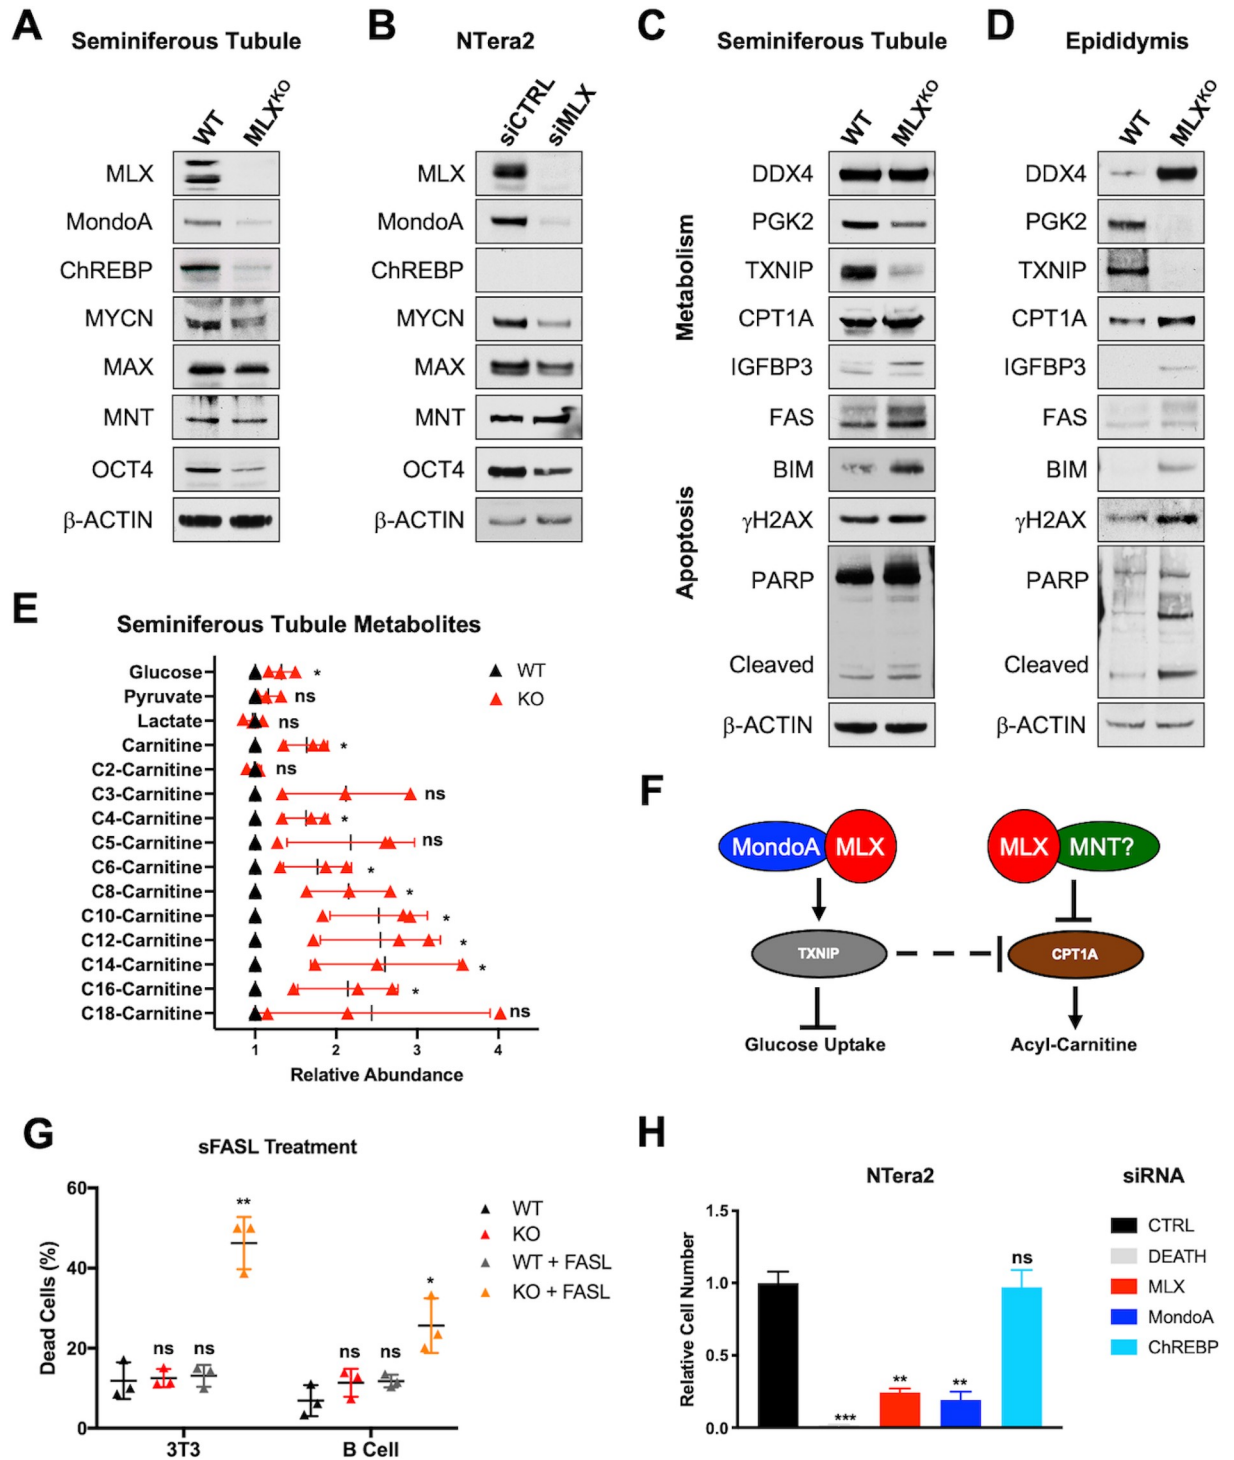 A
Seminiferous Tubule
WT
MLXKO
MLX
MondoA
ChREBP
MYCN
MAX
MNT
OCT4
β-ACTIN
B
NTera2
siCTRL
siMLX
MLX
MondoA
ChREBP
MYCN
MAX
MNT
OCT4
β-ACTIN
C
Seminiferous Tubule
WT
MLXKO
Metabolism
Apoptosis
DDX4
PGK2
TXNIP
CPT1A
IGFBP3
FAS
BIM
γH2AX
PARP
Cleaved
β-ACTIN
D
Epididymis
WT
MLXKO
DDX4
PGK2
TXNIP
CPT1A
IGFBP3
FAS
BIM
γH2AX
PARP
Cleaved
β-ACTIN
E
Seminiferous Tubule Metabolites
WT
KO
Glucose *
Pyruvate ns
Lactate ns
Carnitine *
C2-Carnitine ns
C3-Carnitine ns
C4-Carnitine *
C5-Carnitine ns
C6-Carnitine *
C8-Carnitine *
C10-Carnitine *
C12-Carnitine *
C14-Carnitine *
C16-Carnitine *
C18-Carnitine ns
1 2 3 4
Relative Abundance
F
MondoA MLX
MLX MNT?
TXNIP
CPT1A
Glucose Uptake
Acyl-Carnitine
G
sFASL Treatment
Dead Cells (%)
60
40
20
0
ns ns **
ns ns *
3T3
B Cell
WT
KO
WT + FASL
KO + FASL
H
NTera2
Relative Cell Number
1.5
1.0
0.5
0.0
***
**
**
ns
siRNA
CTRL
DEATH
MLX
MondoA
ChREBP